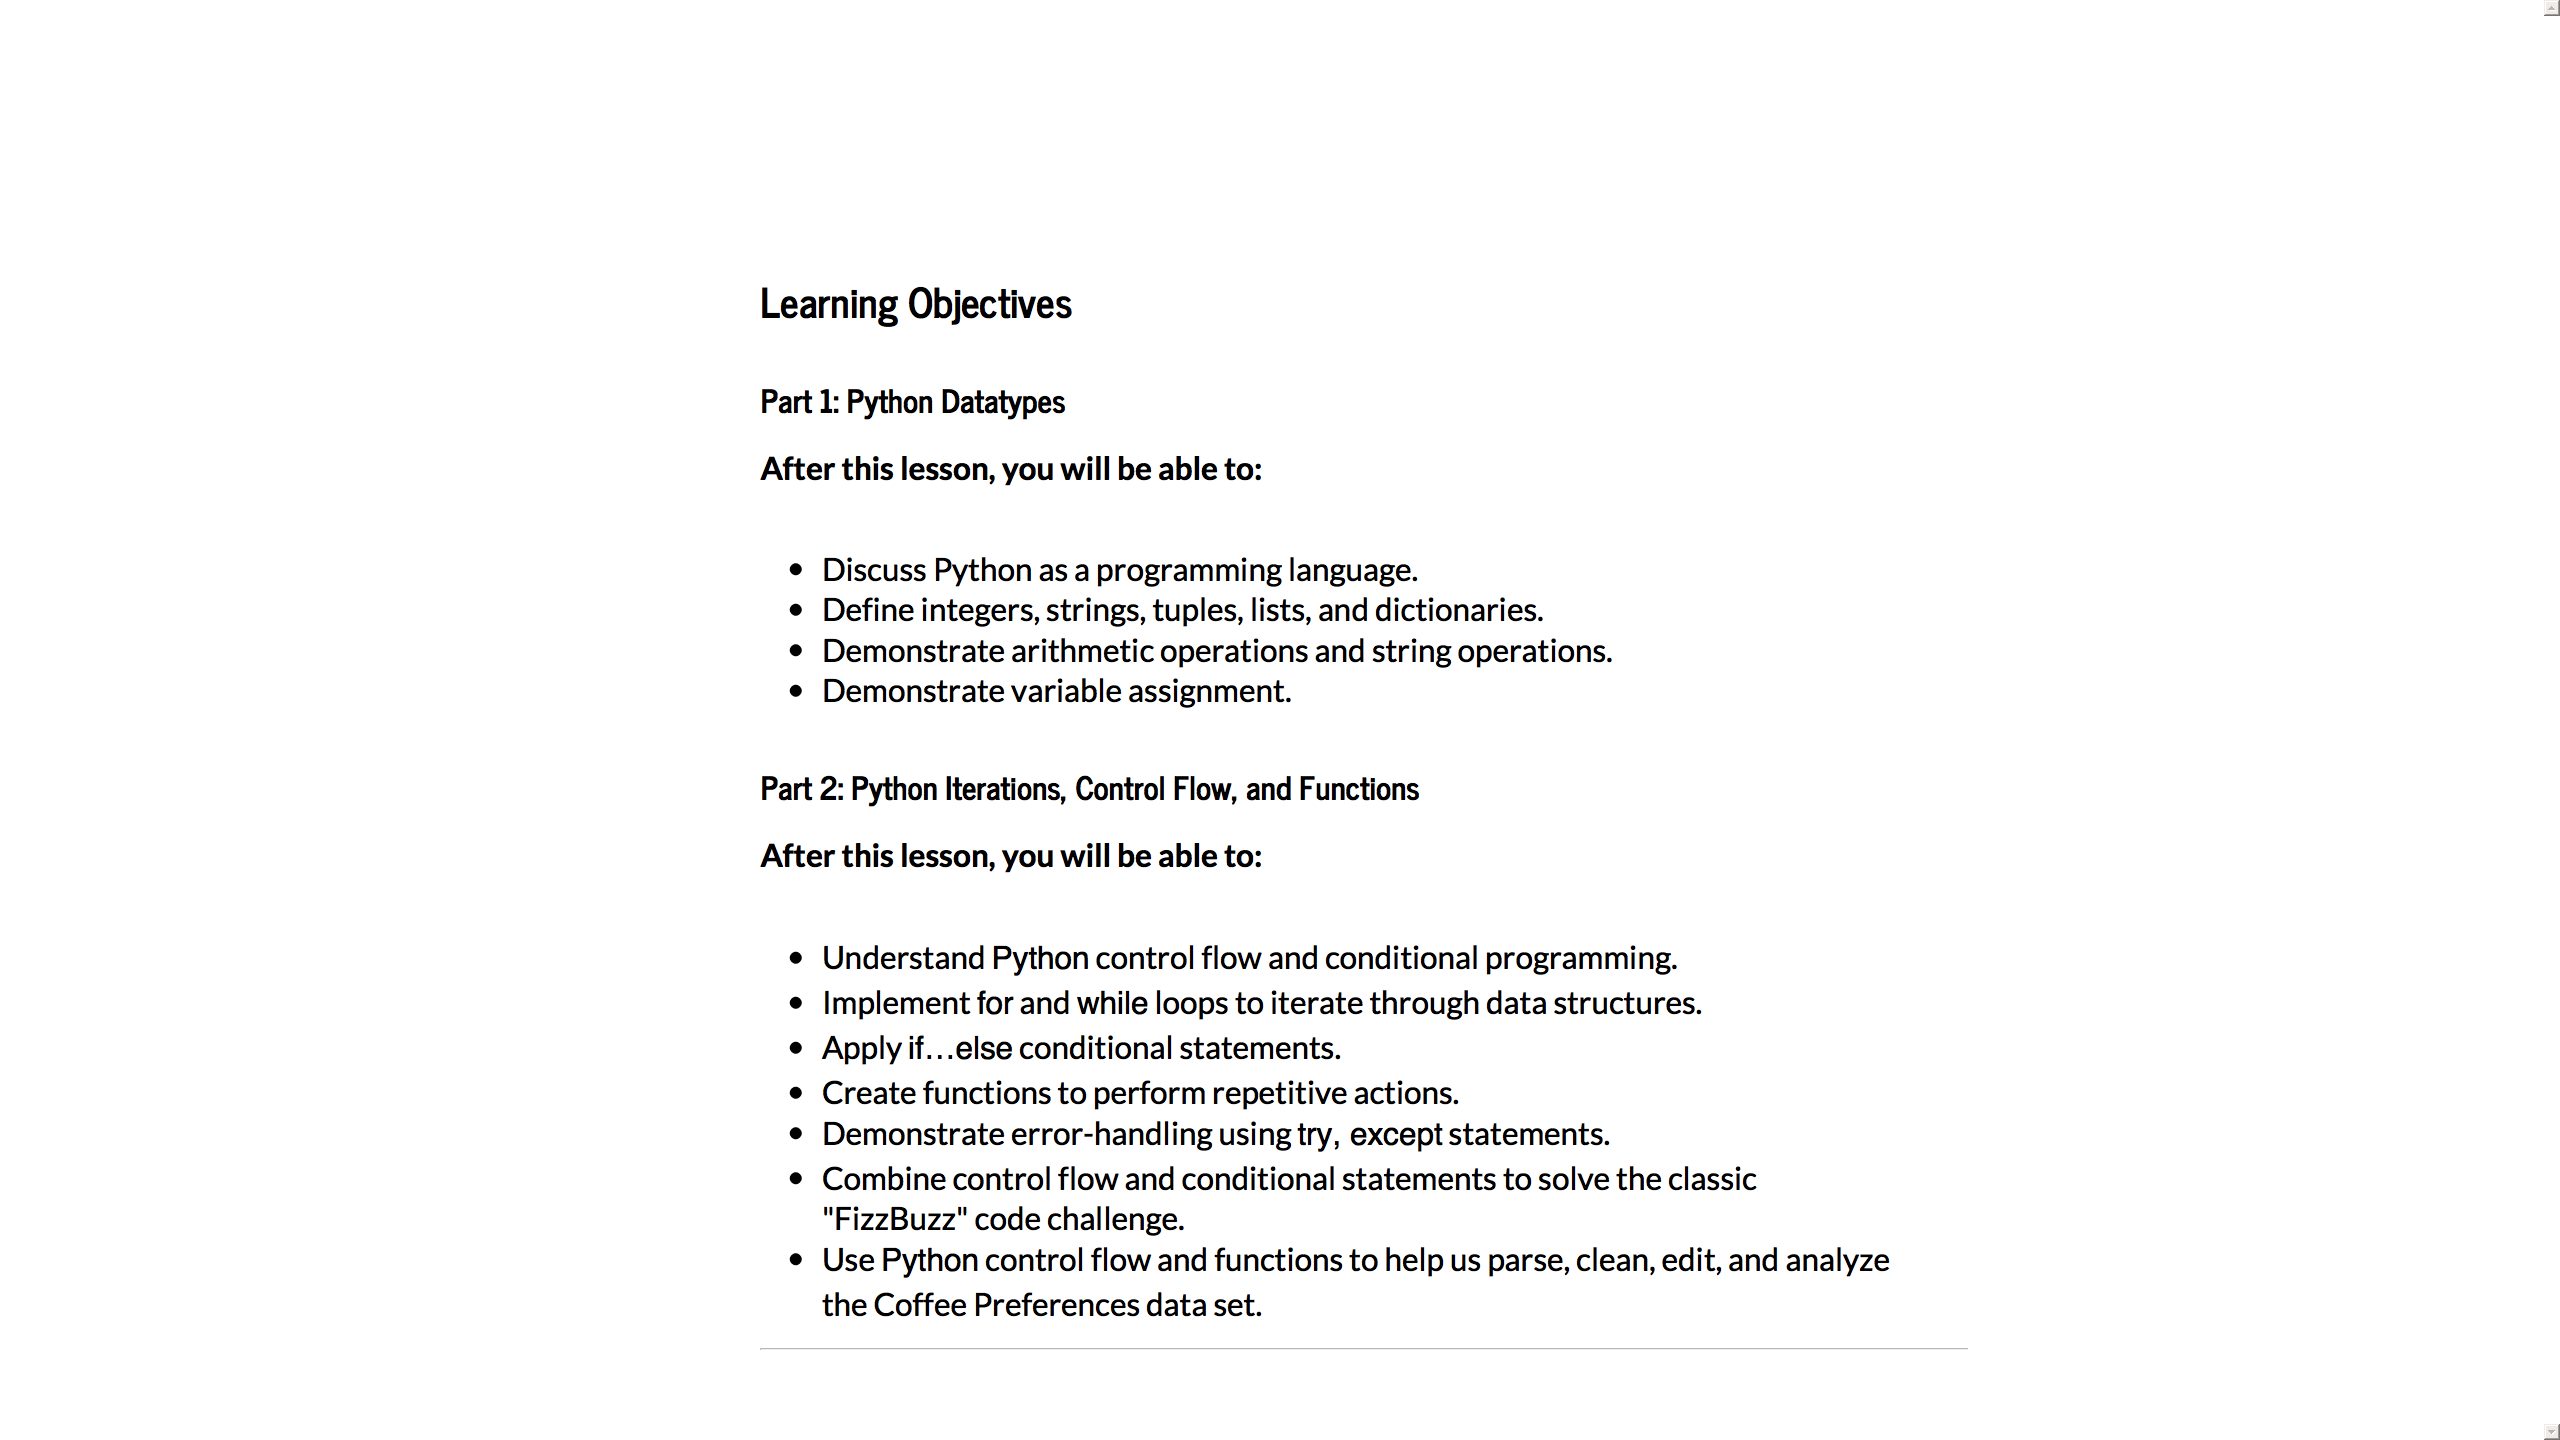 Learning Objectives
Part 1: Python Datatypes
After this lesson, you will be able to:
• Discuss Python as a programming language.
• Define integers, strings, tuples, lists, and dictionaries.
• Demonstrate arithmetic operations and string operations.
• Demonstrate variable assignment.
Part 2: Python Iterations, Control Flow, and Functions
After this lesson, you will be able to:
• Understand Python control flow and conditional programming.
• Implement for and while loops to iterate through data structures.
• Apply if…else conditional statements.
• Create functions to perform repetitive actions.
• Demonstrate error-handling using try, except statements.
• Combine control flow and conditional statements to solve the classic
"FizzBuzz" code challenge.
• Use Python control flow and functions to help us parse, clean, edit, and analyze
the Coffee Preferences data set.